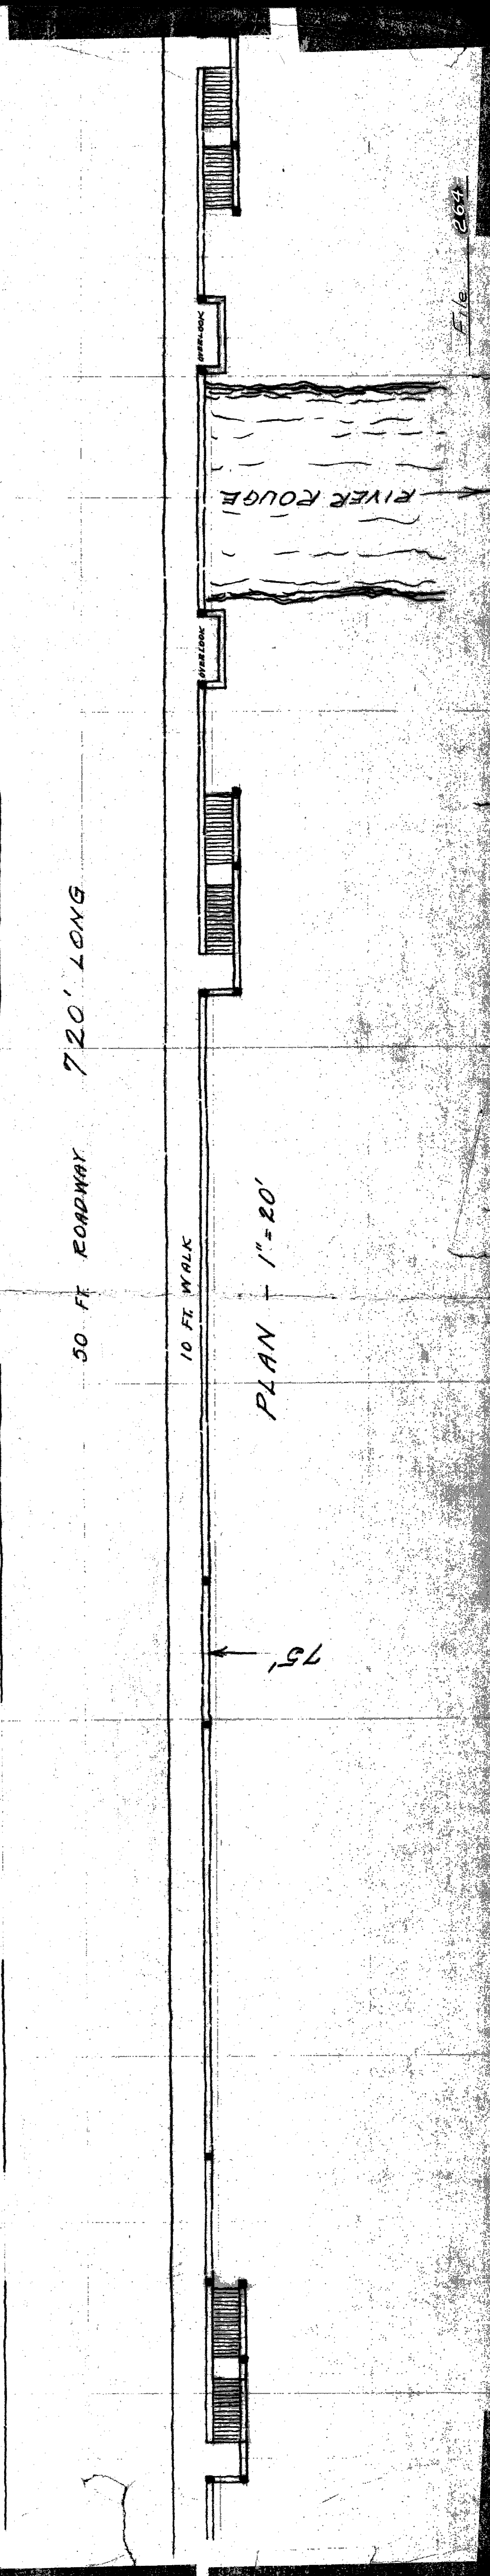 File 264
OVERLOOK
RIVER ROUGE
OVERLOOK
50 FT. ROADWAY 720' LONG
10 FT. WALK
PLAN - 1" = 20'
75'